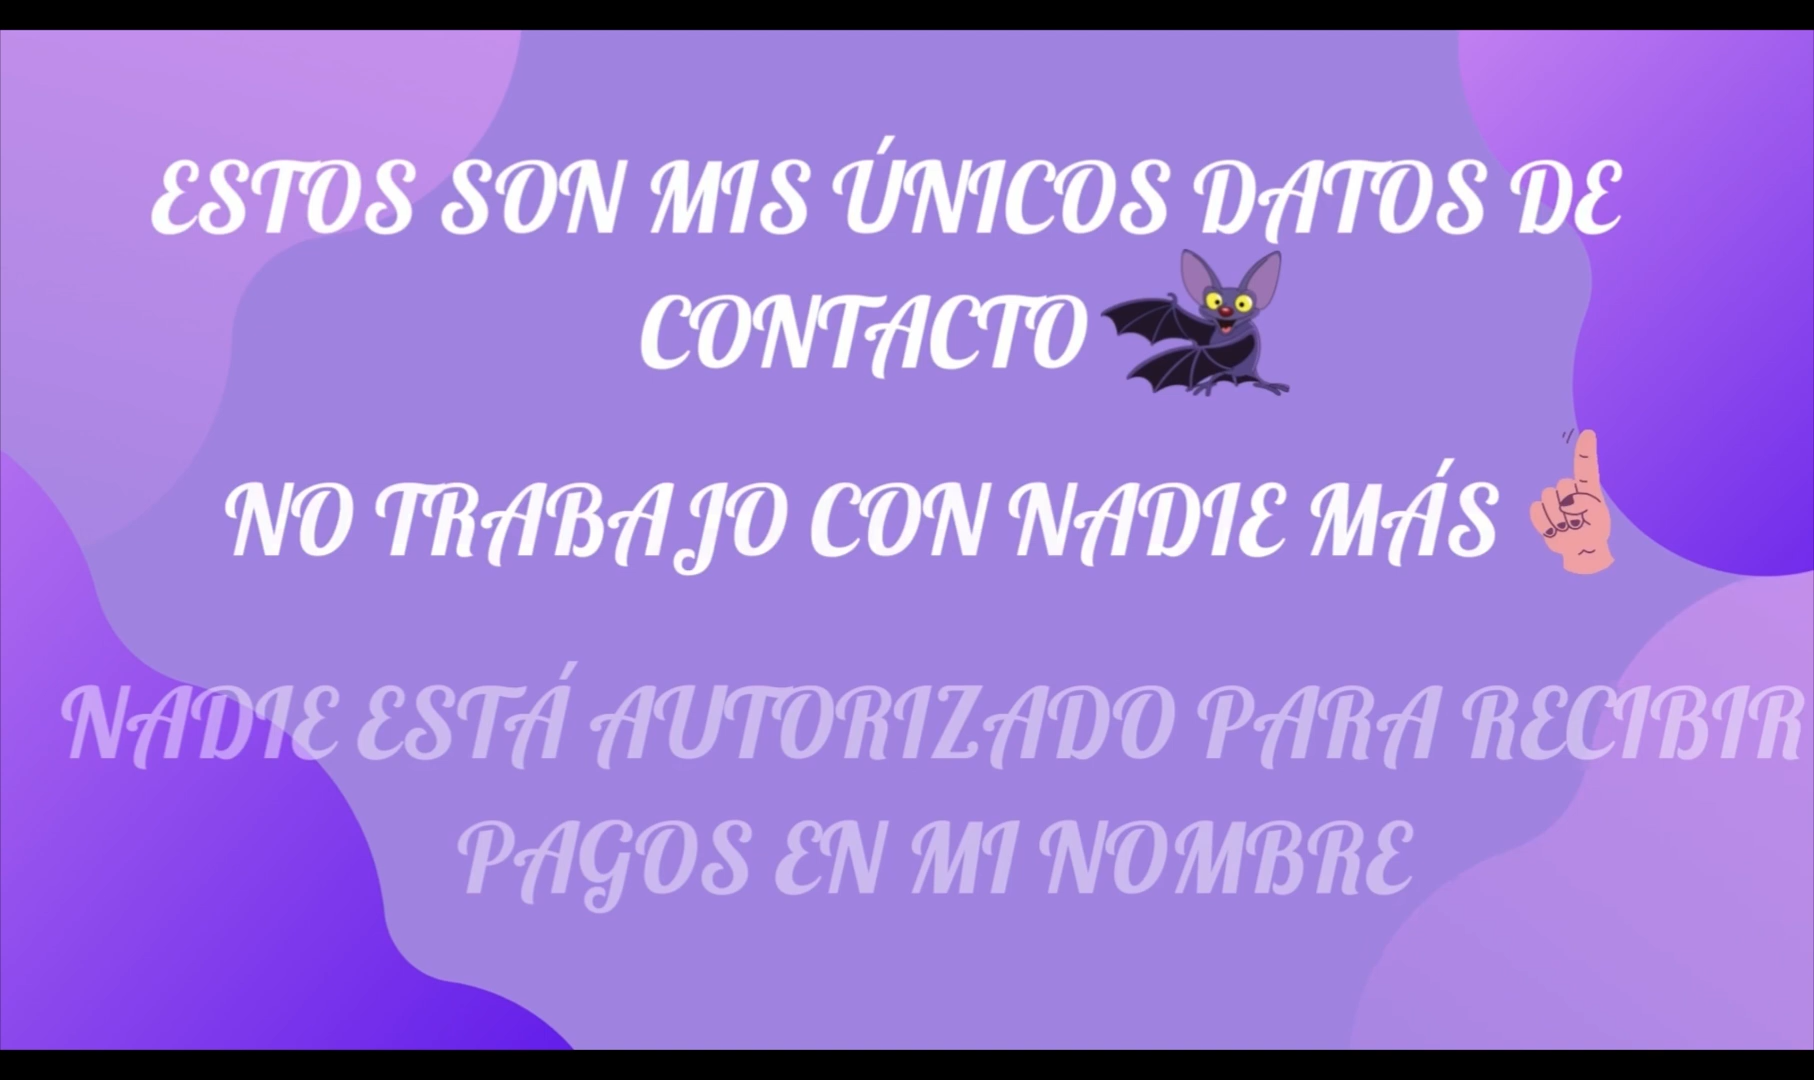 ESTOS SON MIS ÚNICOS DATOS DE
CONTACTO
NO TRABAJO CON NADIE MÁS
NADIE ESTÁ AUTORIZADO PARA RECIBIR
PAGOS EN MI NOMBRE